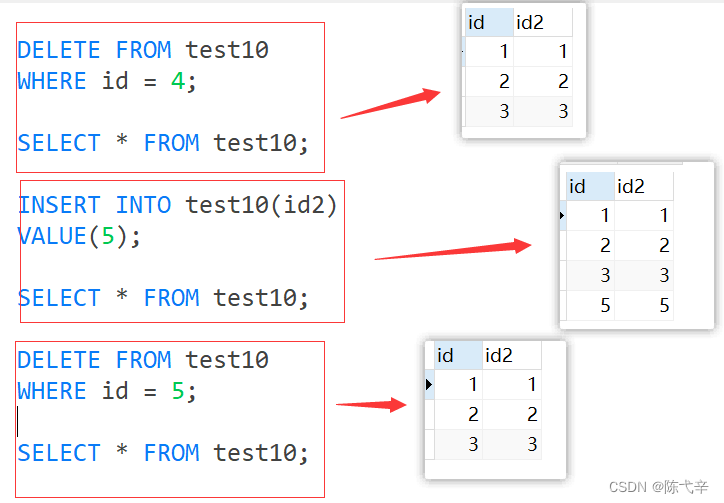 DELETE FROM test10
WHERE id = 4;
SELECT * FROM test10;
id id2
1 1
2 2
3 3
INSERT INTO test10(id2)
VALUE(5);
SELECT * FROM test10;
id id2
1 1
2 2
3 3
5 5
DELETE FROM test10
WHERE id = 5;
SELECT * FROM test10;
id id2
1 1
2 2
3 3
CSDN @陈弋辛